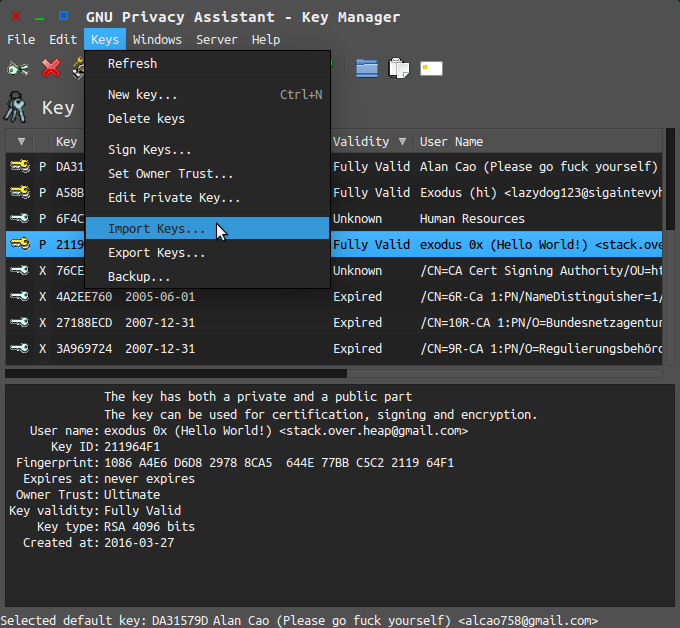 GNU Privacy Assistant - Key Manager
File Edit Keys Windows Server Help
Refresh
New key... Ctrl+N
Delete keys
Sign Keys...
Set Owner Trust...
Edit Private Key...
Import Keys...
Export Keys...
Backup...
Key
Key Validity User Name
P DA31 Fully Valid Alan Cao (Please go fuck yourself)
P A58B Fully Valid Exodus (hi) <lazydog123@sigaintevyh
P 6F4C Unknown Human Resources
P 2119 Fully Valid exodus 0x (Hello World!) <stack.ove
X 76CE Unknown /CN=CA Cert Signing Authority/OU=ht
X 4A2EE760 2005-06-01 Expired /CN=6R-Ca 1:PN/NameDistinguisher=1/
X 27188ECD 2007-12-31 Expired /CN=10R-CA 1:PN/O=Bundesnetzagentur
X 3A969724 2007-12-31 Expired /CN=9R-CA 1:PN/O=Regulierungsbehörd
The key has both a private and a public part
The key can be used for certification, signing and encryption.
User name: exodus 0x (Hello World!) <stack.over.heap@gmail.com>
Key ID: 211964F1
Fingerprint: 1086 A4E6 D6D8 2978 8CA5 644E 77BB C5C2 2119 64F1
Expires at: never expires
Owner Trust: Ultimate
Key validity: Fully Valid
Key type: RSA 4096 bits
Created at: 2016-03-27
Selected default key: DA31579D Alan Cao (Please go fuck yourself) <alcao758@gmail.com>